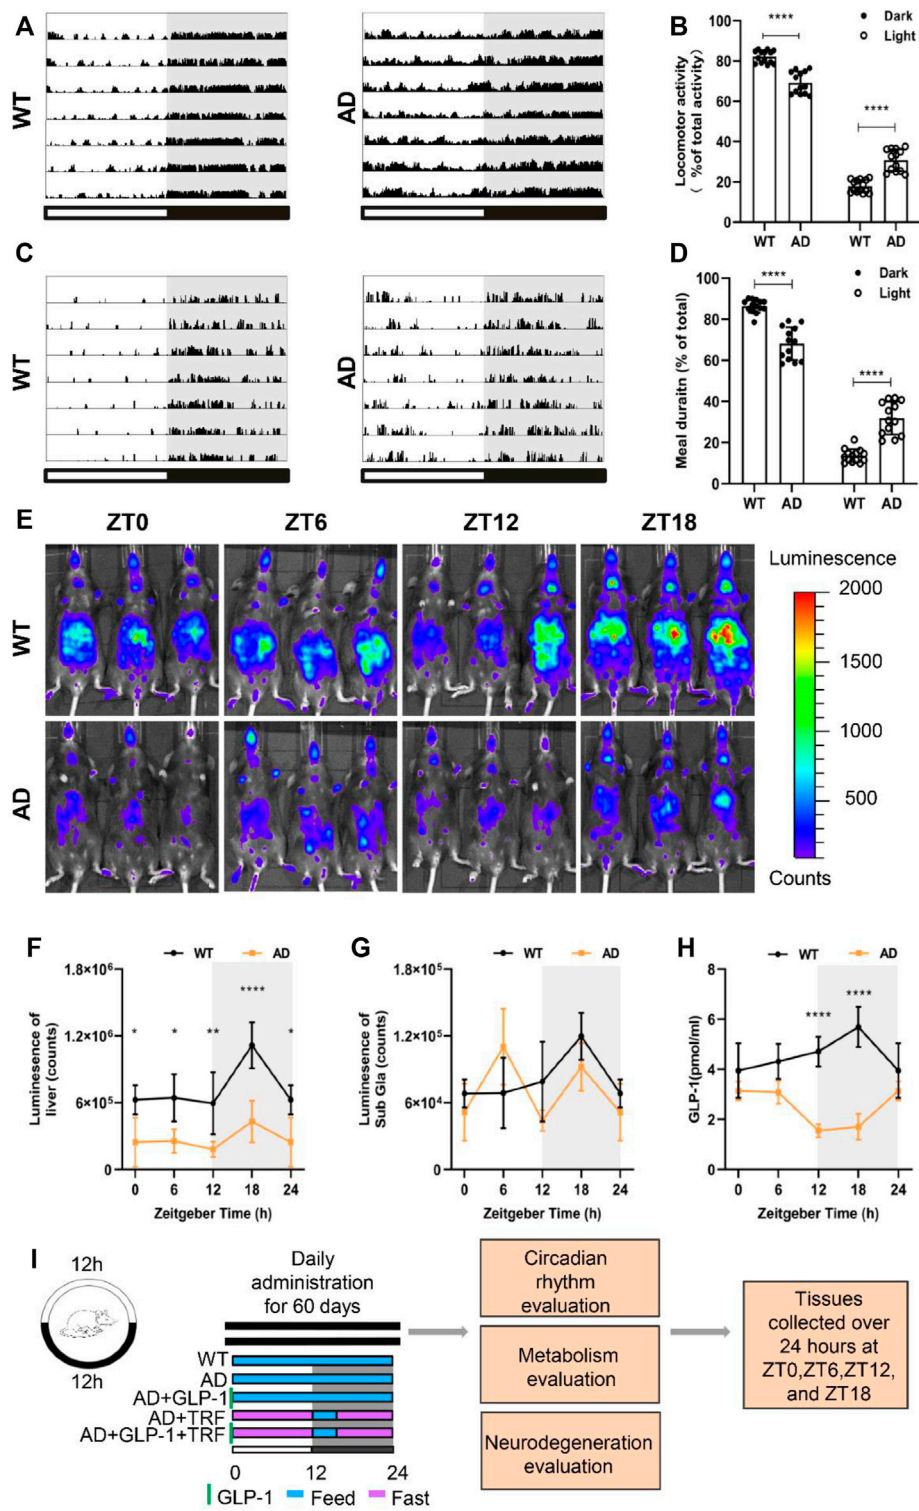 A
WT
AD
B
Locomotor activity
( %of total activity)
100
80
60
40
20
0
****
****
Dark
Light
WT
AD
WT
AD
C
WT
AD
D
Meal duraitn (% of total)
100
80
60
40
20
0
****
****
Dark
Light
WT
AD
WT
AD
E
ZT0
ZT6
ZT12
ZT18
WT
AD
Luminescence
2000
1500
1000
500
Counts
F
WT
AD
Luminesence of
liver (counts)
1.8×10⁶
1.2×10⁶
6×10⁵
0
*
*
**
****
*
0 6 12 18 24
Zeitgeber Time (h)
G
WT
AD
Luminesence of
Sub Gla (counts)
1.8×10⁵
1.2×10⁵
6×10⁴
0
0 6 12 18 24
Zeitgeber Time (h)
H
WT
AD
GLP-1(pmol/ml)
8
6
4
2
0
****
****
0 6 12 18 24
Zeitgeber Time (h)
I
12h
12h
Daily
administration
for 60 days
WT
AD
AD+GLP-1
AD+TRF
AD+GLP-1+TRF
0 12 24
GLP-1 Feed Fast
Circadian
rhythm
evaluation
Metabolism
evaluation
Neurodegeneration
evaluation
Tissues
collected over
24 hours at
ZT0,ZT6,ZT12,
and ZT18